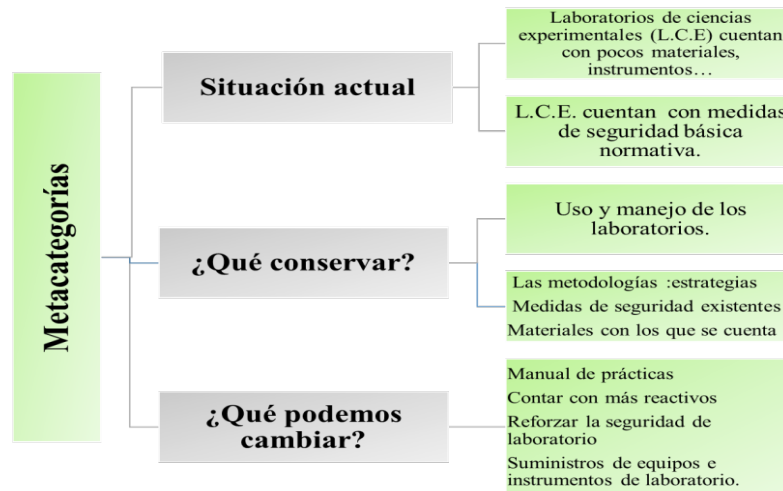 Metacategorías
Situación actual
Laboratorios de ciencias
experimentales (L.C.E) cuentan
con pocos materiales,
instrumentos…
L.C.E. cuentan con medidas
de seguridad básica
normativa.
¿Qué conservar?
Uso y manejo de los
laboratorios.
Las metodologías :estrategias
Medidas de seguridad existentes
Materiales con los que se cuenta
¿Qué podemos
cambiar?
Manual de prácticas
Contar con más reactivos
Reforzar la seguridad de
laboratorio
Suministros de equipos e
instrumentos de laboratorio.